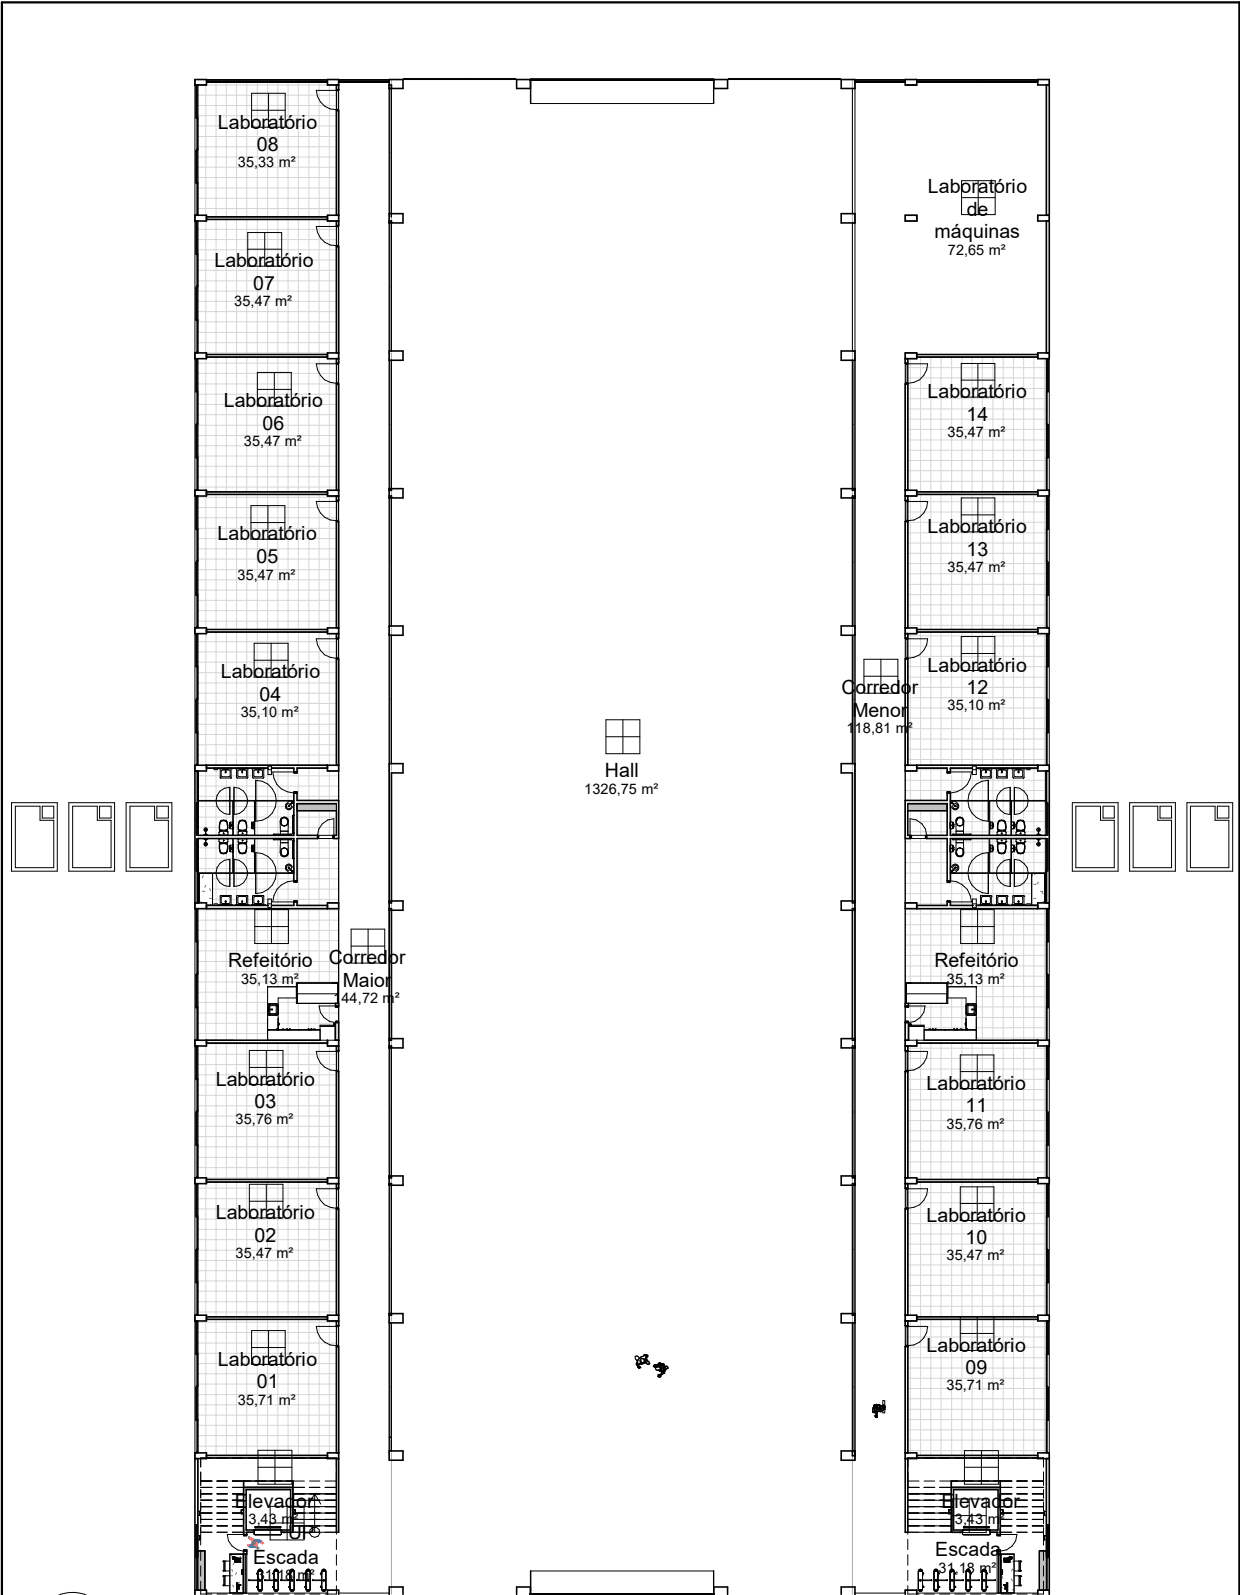 Laboratório
08
35,33 m²
Laboratório
de
máquinas
72,65 m²
Laboratório
07
35,47 m²
Laboratório
06
35,47 m²
Laboratório
14
35,47 m²
Laboratório
05
35,47 m²
Laboratório
13
35,47 m²
Laboratório
04
35,10 m²
Laboratório
12
35,10 m²
Corredor
Menor
118,81 m²
Hall
1326,75 m²
Refeitório
35,13 m²
Corredor
Maior
44,72 m²
Refeitório
35,13 m²
Laboratório
03
35,76 m²
Laboratório
11
35,76 m²
Laboratório
02
35,47 m²
Laboratório
10
35,47 m²
Laboratório
01
35,71 m²
Laboratório
09
35,71 m²
Elevador
3,43 m²
Elevador
3,43 m²
Escada
Escada
31,18 m²